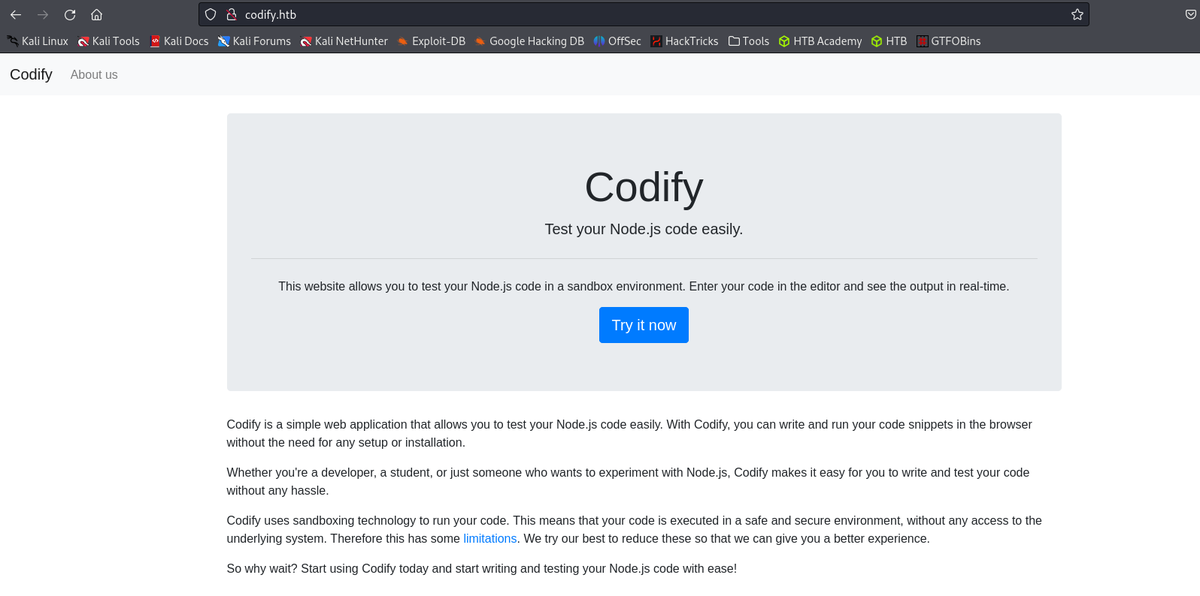 codify.htb
Kali Linux Kali Tools Kali Docs Kali Forums Kali NetHunter Exploit-DB Google Hacking DB OffSec HackTricks Tools HTB Academy HTB GTFOBins
Codify About us
Codify
Test your Node.js code easily.
This website allows you to test your Node.js code in a sandbox environment. Enter your code in the editor and see the output in real-time.
Try it now
Codify is a simple web application that allows you to test your Node.js code easily. With Codify, you can write and run your code snippets in the browser
without the need for any setup or installation.
Whether you're a developer, a student, or just someone who wants to experiment with Node.js, Codify makes it easy for you to write and test your code
without any hassle.
Codify uses sandboxing technology to run your code. This means that your code is executed in a safe and secure environment, without any access to the
underlying system. Therefore this has some limitations. We try our best to reduce these so that we can give you a better experience.
So why wait? Start using Codify today and start writing and testing your Node.js code with ease!